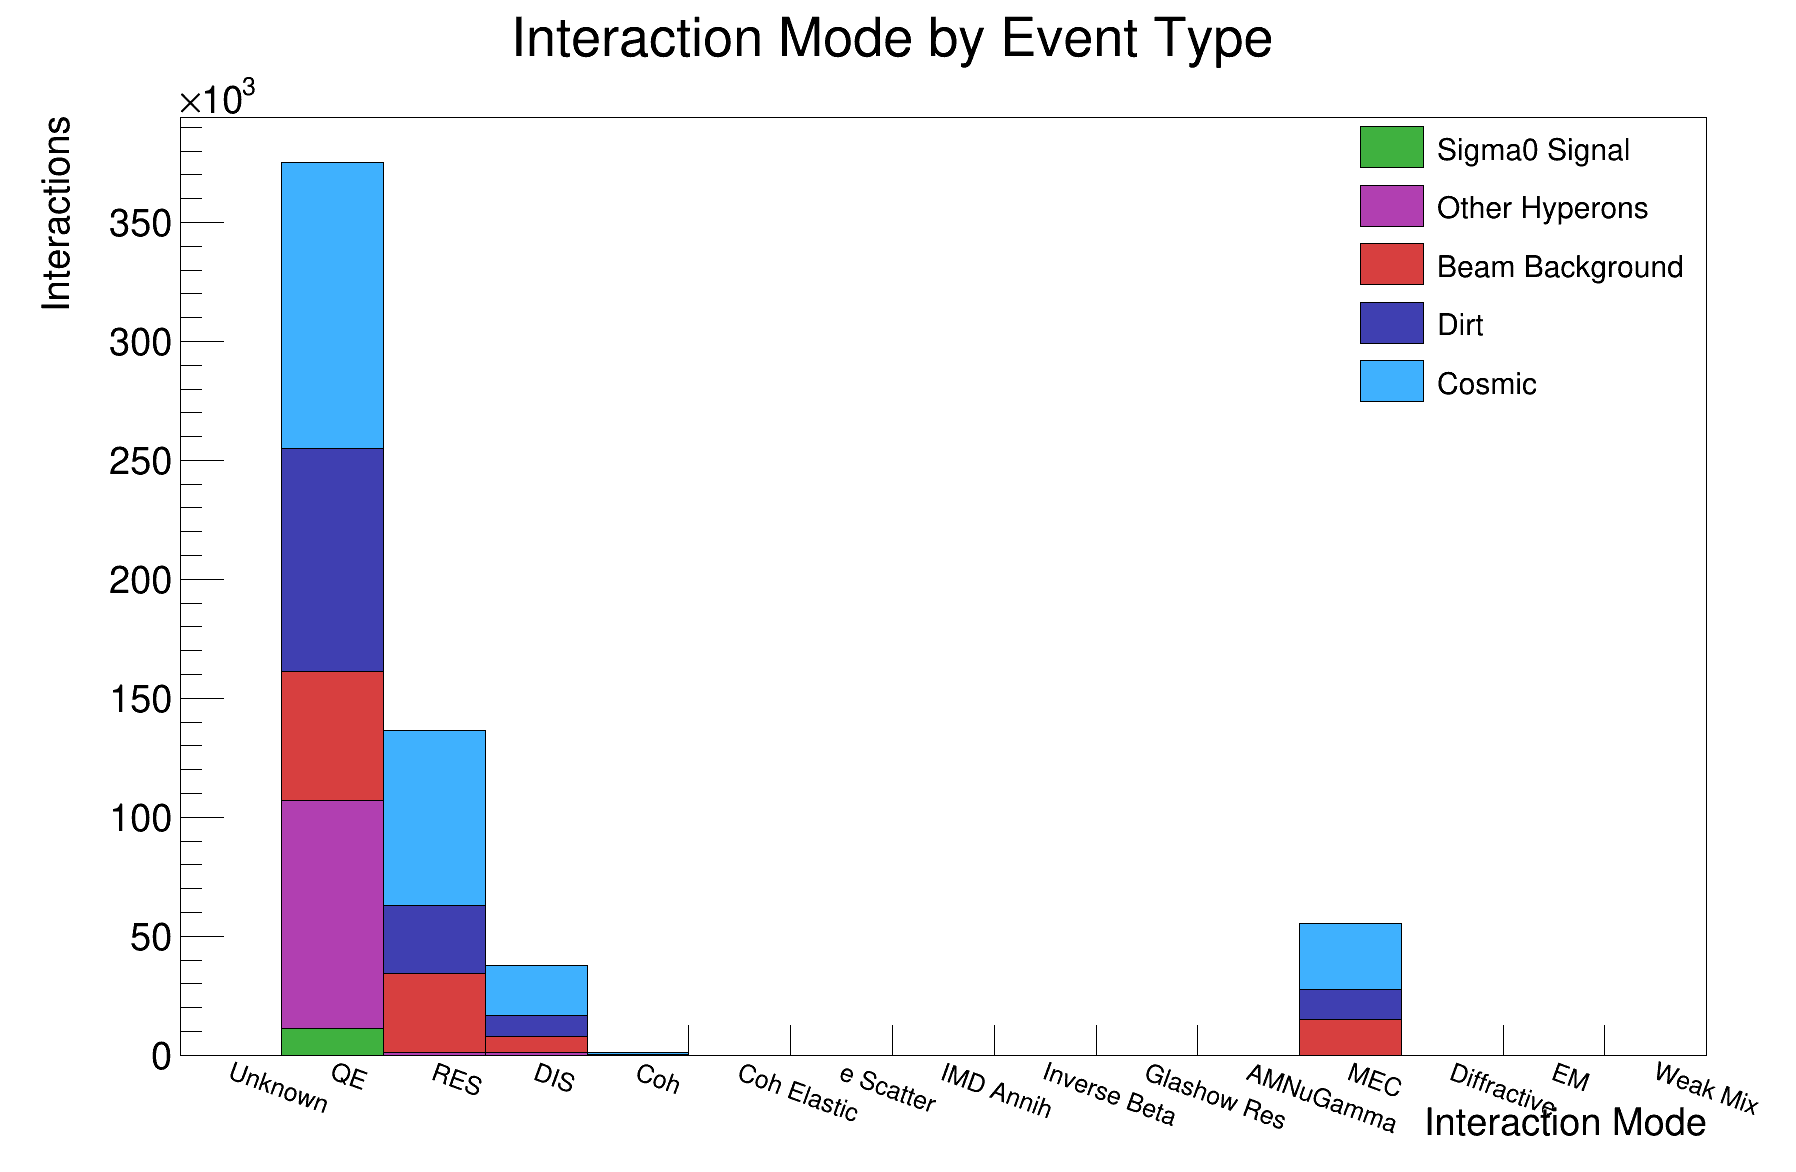 Interaction Mode by Event Type
×10³
Interactions
350
300
250
200
150
100
50
0
Sigma0 Signal
Other Hyperons
Beam Background
Dirt
Cosmic
Unknown
QE
RES
DIS
Coh
Coh Elastic
e Scatter
IMD Annih
Inverse Beta
Glashow Res
AMNuGamma
MEC
Diffractive
EM
Weak Mix
Interaction Mode